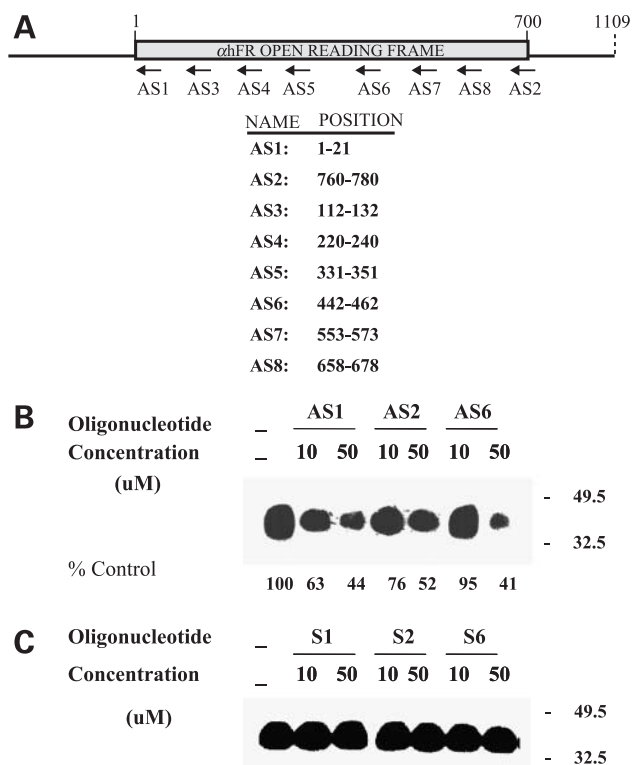 A
1 700 1109
αhFR OPEN READING FRAME
AS1 AS3 AS4 AS5 AS6 AS7 AS8 AS2
NAME POSITION
AS1: 1-21
AS2: 760-780
AS3: 112-132
AS4: 220-240
AS5: 331-351
AS6: 442-462
AS7: 553-573
AS8: 658-678
B
Oligonucleotide – AS1 AS2 AS6
Concentration – 10 50 10 50 10 50
(uM)
- 49.5
- 32.5
% Control
100 63 44 76 52 95 41
C
Oligonucleotide – S1 S2 S6
Concentration – 10 50 10 50 10 50
(uM)
- 49.5
- 32.5